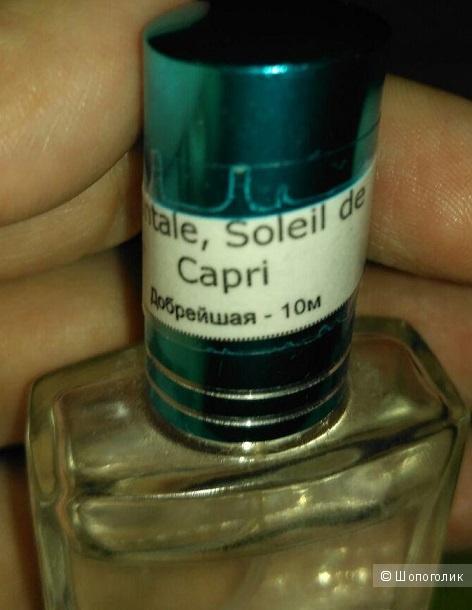 ntale, Soleil de
Capri
Добрейшая - 10м
© Шопоголик